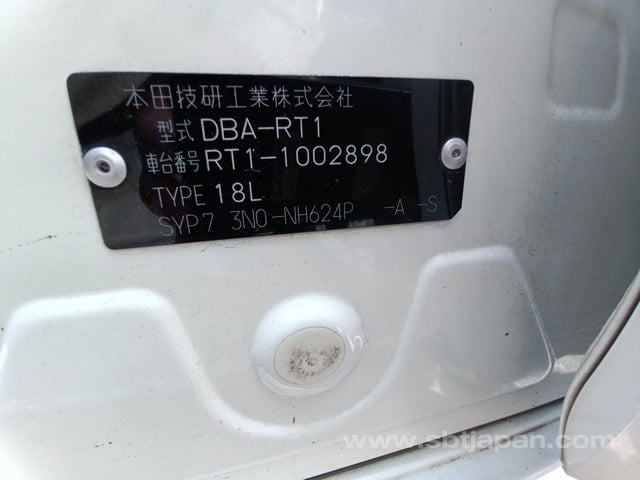 本田技研工業株式会社
型式 DBA-RT1
車台番号 RT1-1002898
TYPE 18L
SYP7 3N0-NH624P -A -S
www.sbtjapan.com